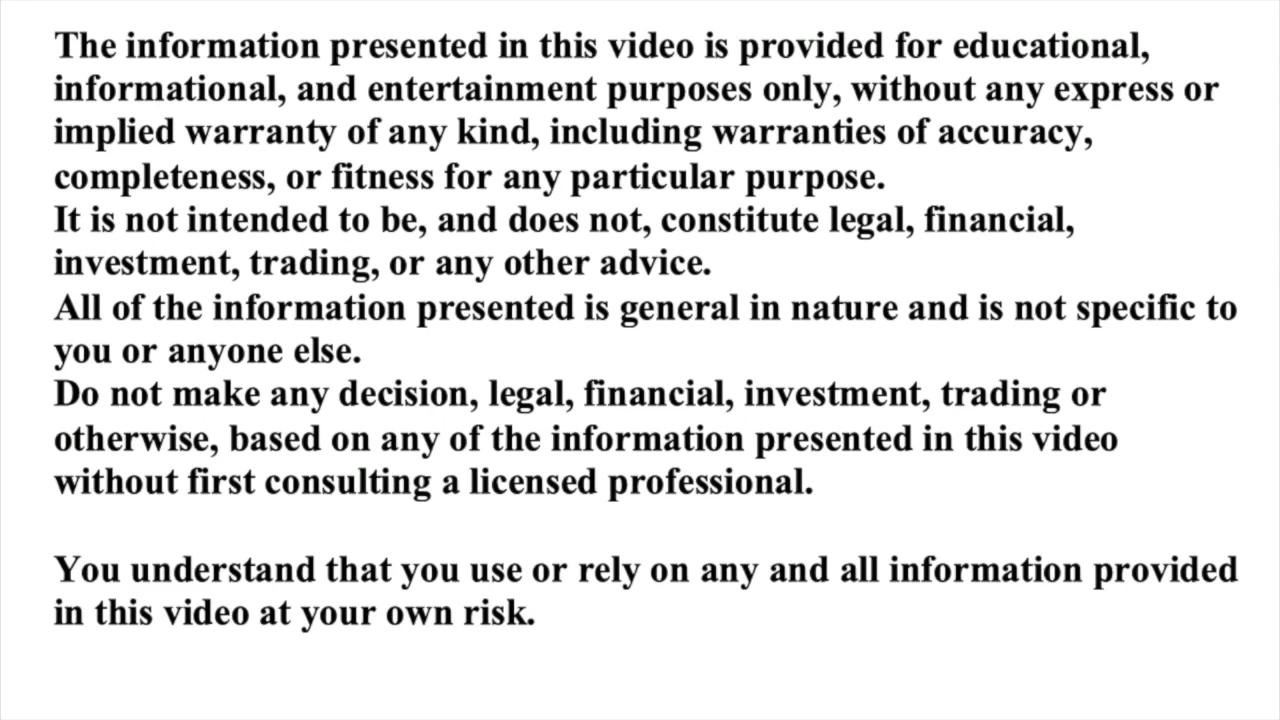 The information presented in this video is provided for educational,
informational, and entertainment purposes only, without any express or
implied warranty of any kind, including warranties of accuracy,
completeness, or fitness for any particular purpose.
It is not intended to be, and does not, constitute legal, financial,
investment, trading, or any other advice.
All of the information presented is general in nature and is not specific to
you or anyone else.
Do not make any decision, legal, financial, investment, trading or
otherwise, based on any of the information presented in this video
without first consulting a licensed professional.
You understand that you use or rely on any and all information provided
in this video at your own risk.